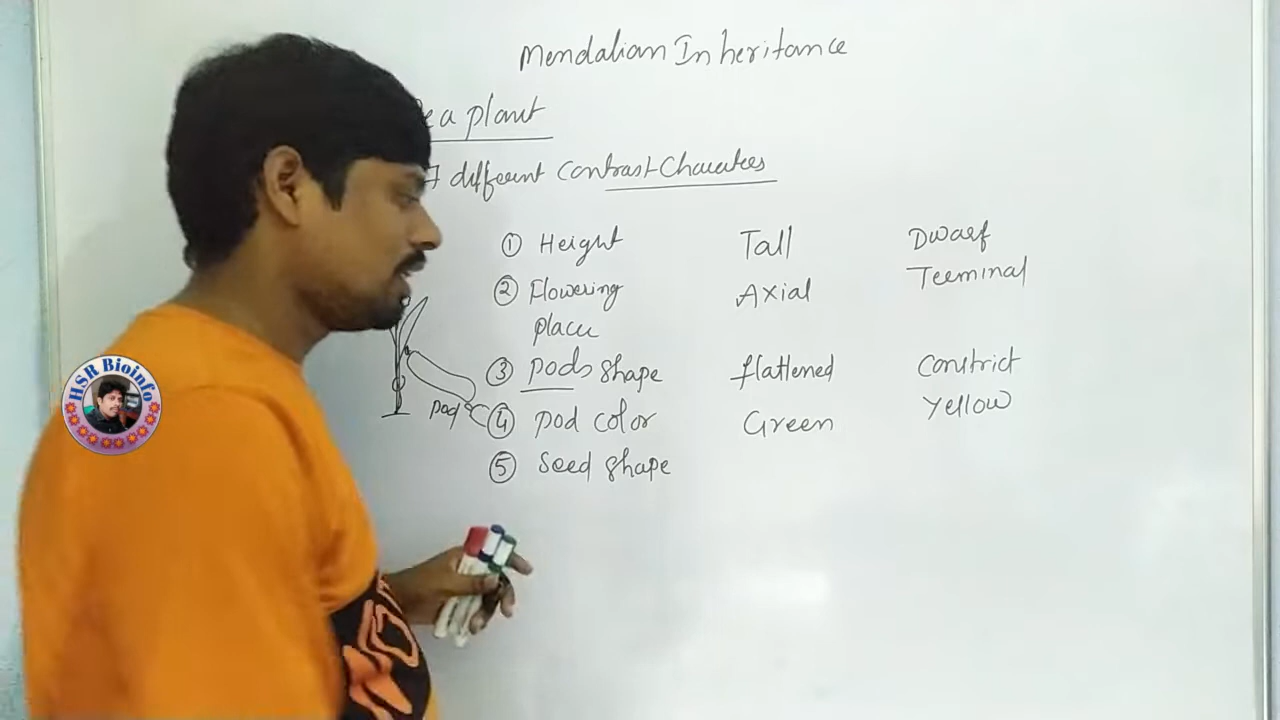 Mendalian Inheritance
ea plant
7 different Contrast Charactees
① Height Tall Dwarf
② Flowering Axial Teeminal
place
③ pods shape flattened Constrict
④ pod color Green Yellow
⑤ Seed shape
pod
HSR Bioinfo